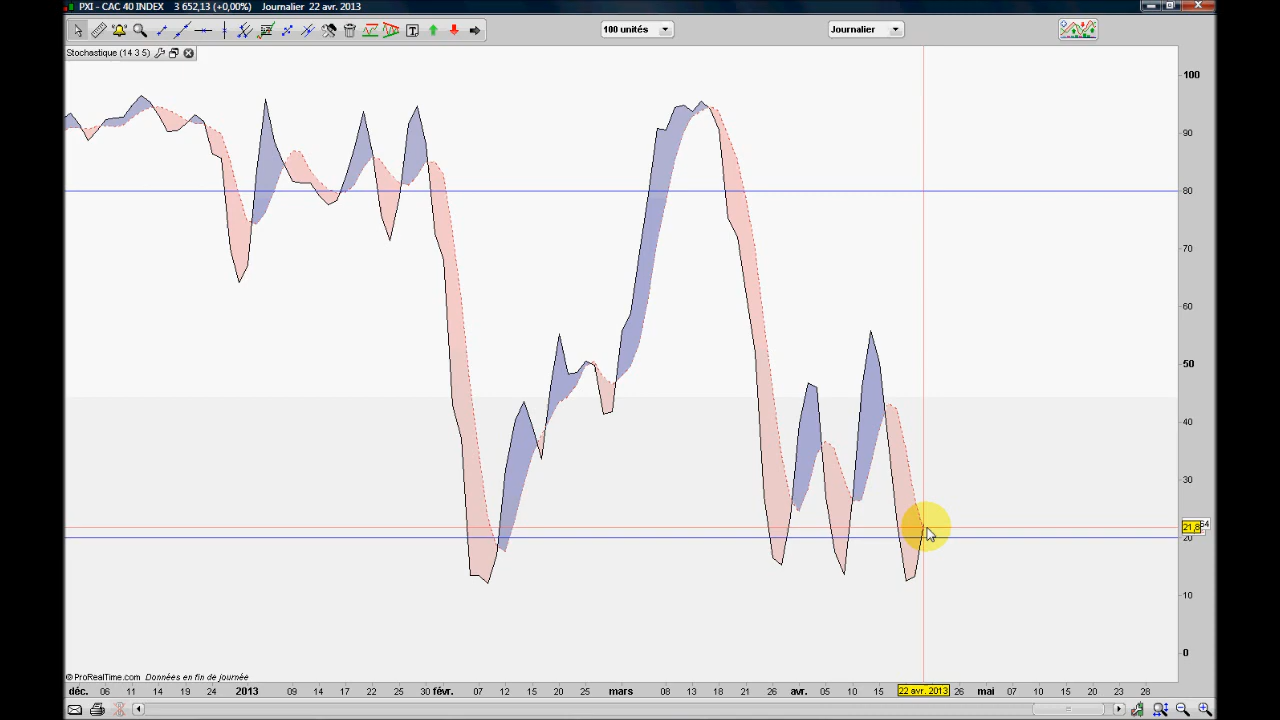 PXI - CAC 40 INDEX 3 652,13 (+0,00%) Journalier 22 avr. 2013
100 unités
Journalier
Stochastique (14 3 5)
100
90
80
70
60
50
40
30
21,8
20
10
0
© ProRealTime.com Données en fin de journée
déc. 06 11 14 19 24 2013 09 14 17 22 25 30 févr. 07 12 15 20 25 mars 08 13 18 21 26 avr. 05 10 15 22 avr. 2013 26 mai 07 10 15 20 23 28